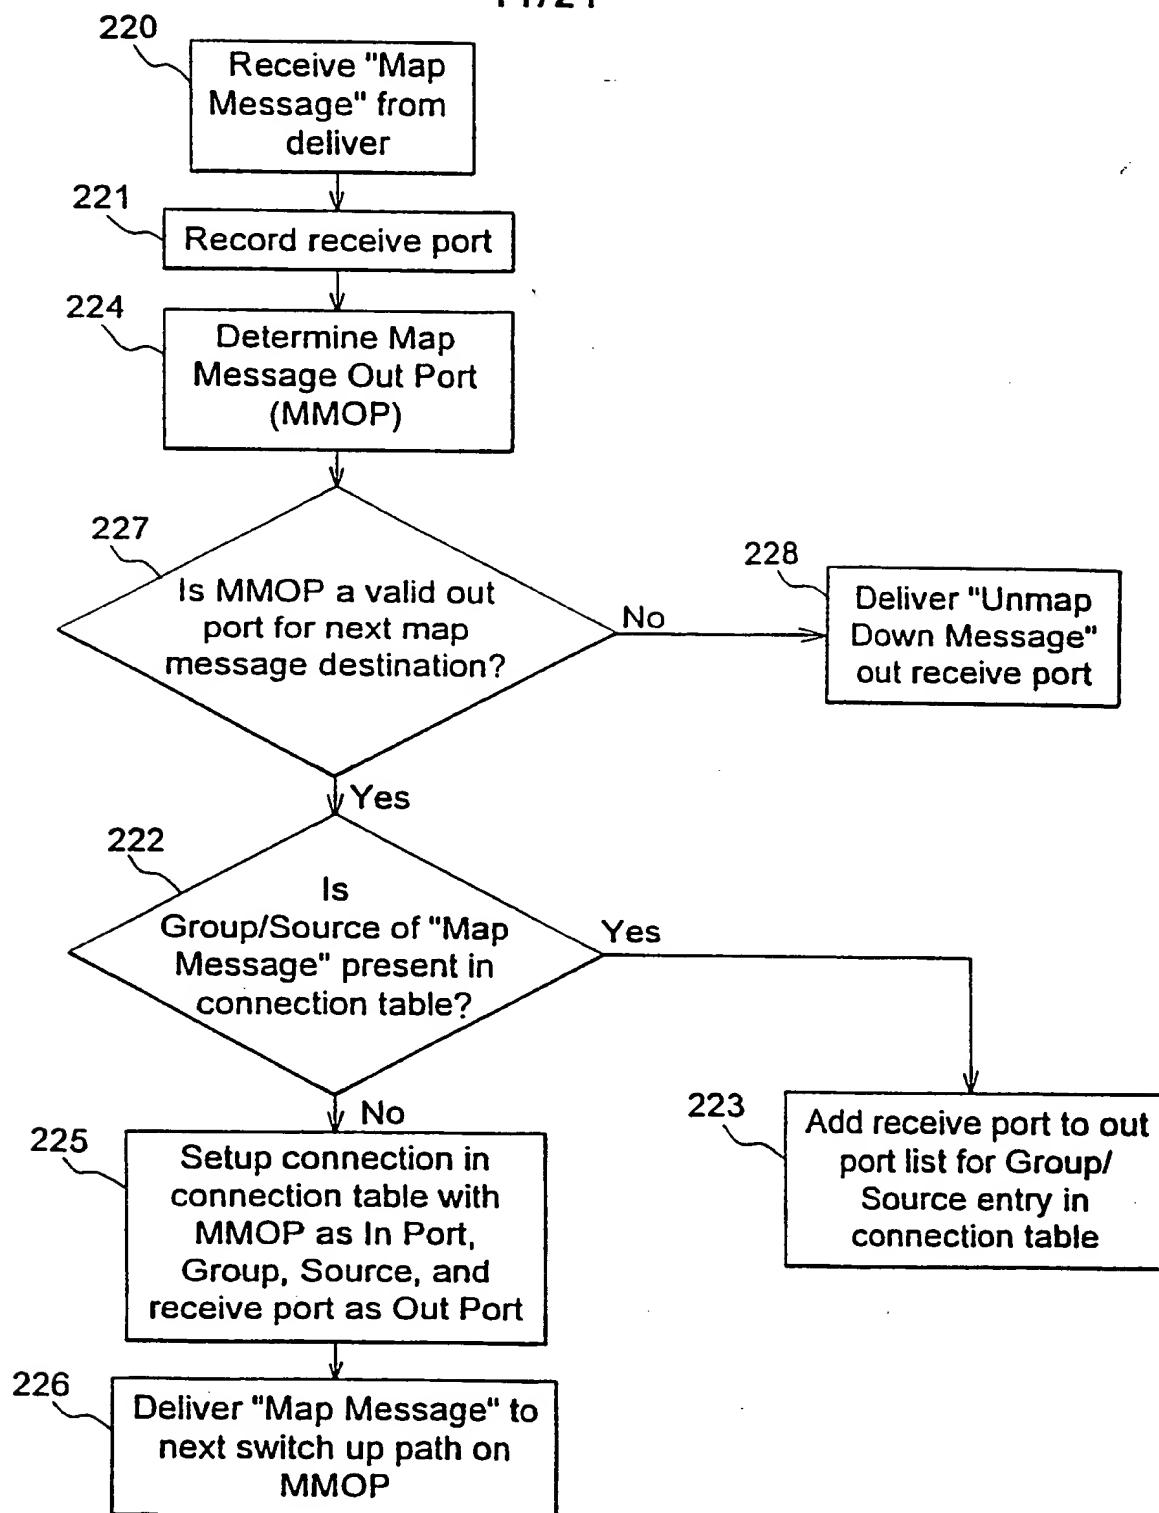 220
Receive "Map
Message" from
deliver
221
Record receive port
224
Determine Map
Message Out Port
(MMOP)
227
Is MMOP a valid out
port for next map
message destination?
No
228
Deliver "Unmap
Down Message"
out receive port
Yes
222
Is
Group/Source of "Map
Message" present in
connection table?
Yes
No
223
Add receive port to out
port list for Group/
Source entry in
connection table
225
Setup connection in
connection table with
MMOP as In Port,
Group, Source, and
receive port as Out Port
226
Deliver "Map Message" to
next switch up path on
MMOP